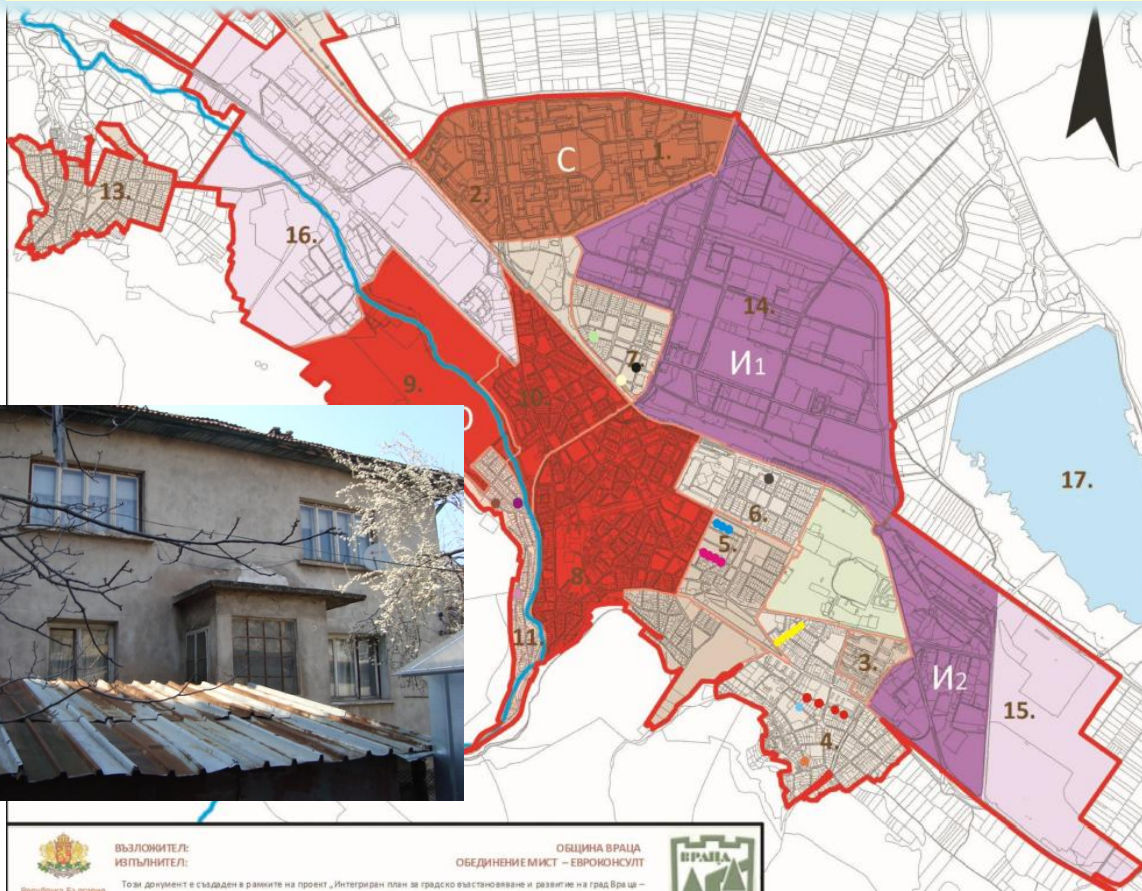 С
1.
2.
13.
16.
14.
И1
7.
9.
10.
17.
6.
5.
8.
11.
3.
И2
15.
4.
ВЪЗЛОЖИТЕЛ:
ИЗПЪЛНИТЕЛ:
ОБЩИНА ВРАЦА
ОБЕДИНЕНИЕ МИСТ – ЕВРОКОНСУЛТ
ВРАЦА
Този документ е създаден в рамките на проект „Интегриран план за градско възстановяване и развитие на град Враца –